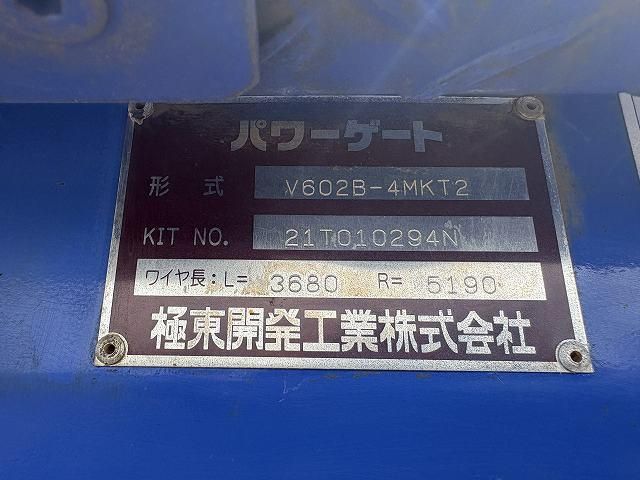 パワーゲート
形式 V602B-4MKT2
KIT NO. 21T010294N
ワイヤ長:L= 3680 R= 5190
極東開発工業株式会社